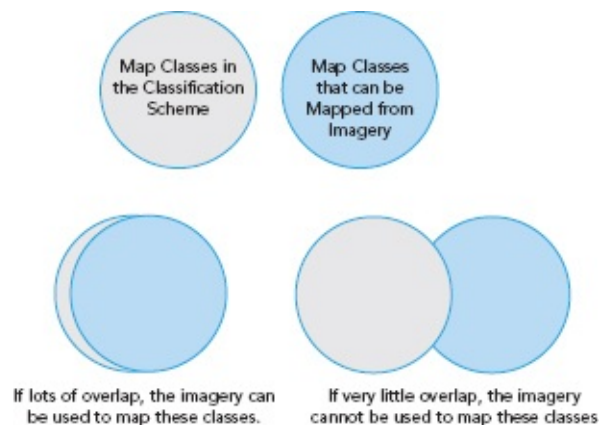 Map Classes in
the Classification
Scheme
Map Classes
that can be
Mapped from
Imagery
If lots of overlap, the imagery can
be used to map these classes.
If very little overlap, the imagery
cannot be used to map these classes